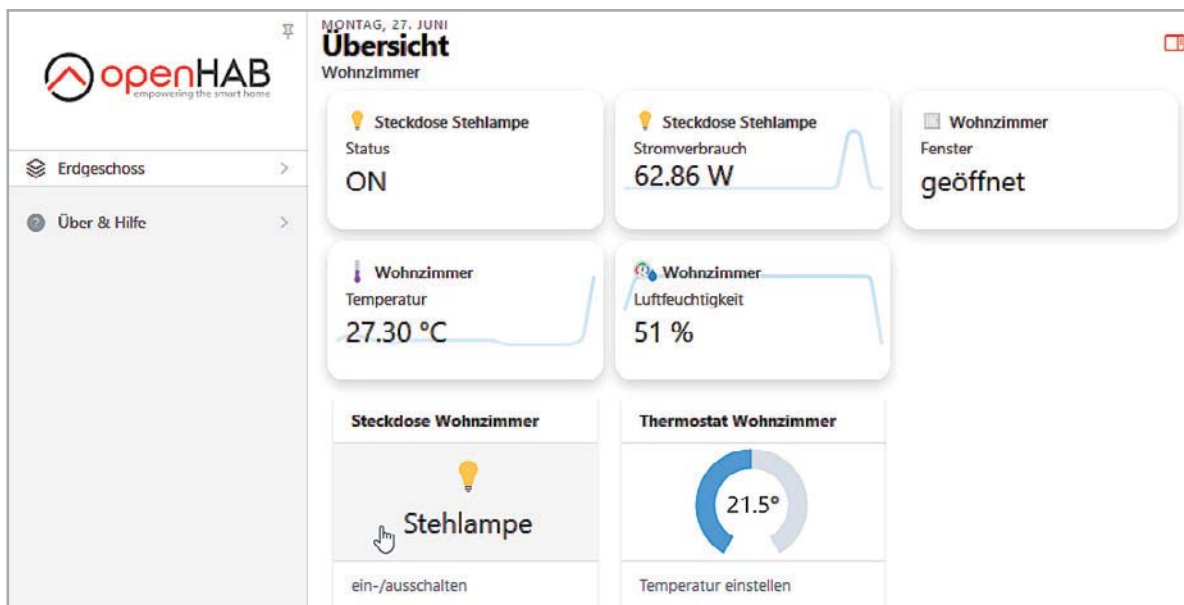 openHAB
empowering the smart home
Erdgeschoss
Über & Hilfe
MONTAG, 27. JUNI
Übersicht
Wohnzimmer
Steckdose Stehlampe
Status
ON
Steckdose Stehlampe
Stromverbrauch
62.86 W
Wohnzimmer
Fenster
geöffnet
Wohnzimmer
Temperatur
27.30 °C
Wohnzimmer
Luftfeuchtigkeit
51 %
Steckdose Wohnzimmer
Stehlampe
ein-/ausschalten
Thermostat Wohnzimmer
21.5°
Temperatur einstellen